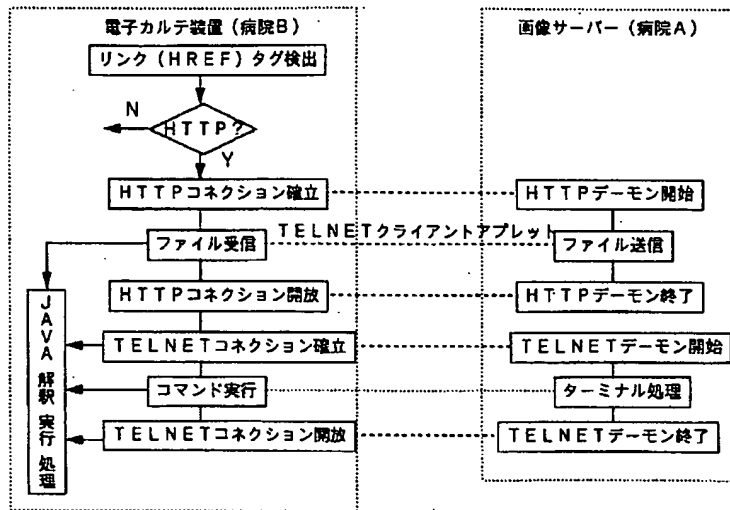 電子カルテ装置(病院B)
画像サーバー(病院A)
リンク(HREF)タグ検出
N
HTTP?
Y
HTTPコネクション確立
HTTPデーモン開始
TELNETクライアントアプレット
ファイル受信
ファイル送信
HTTPコネクション開放
HTTPデーモン終了
JAVA解釈実行処理
TELNETコネクション確立
TELNETデーモン開始
コマンド実行
ターミナル処理
TELNETコネクション開放
TELNETデーモン終了